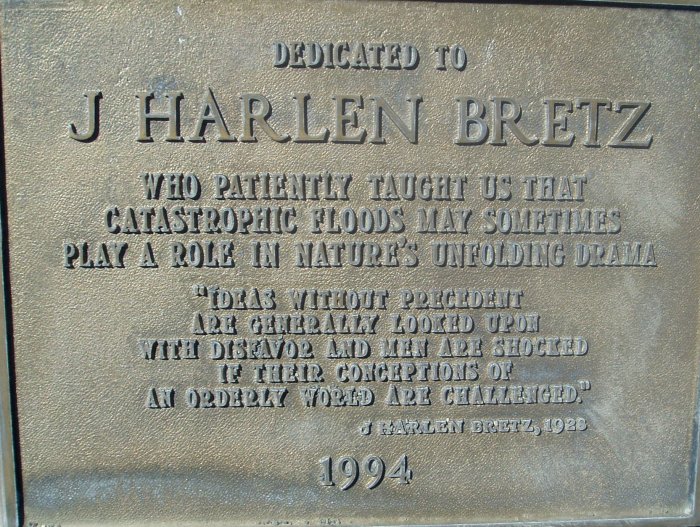 DEDICATED TO
J HARLEN BRETZ
WHO PATIENTLY TAUGHT US THAT
CATASTROPHIC FLOODS MAY SOMETIMES
PLAY A ROLE IN NATURE'S UNFOLDING DRAMA
"IDEAS WITHOUT PRECEDENT
ARE GENERALLY LOOKED UPON
WITH DISFAVOR AND MEN ARE SHOCKED
IF THEIR CONCEPTIONS OF
AN ORDERLY WORLD ARE CHALLENGED."
J HARLEN BRETZ, 1928
1994